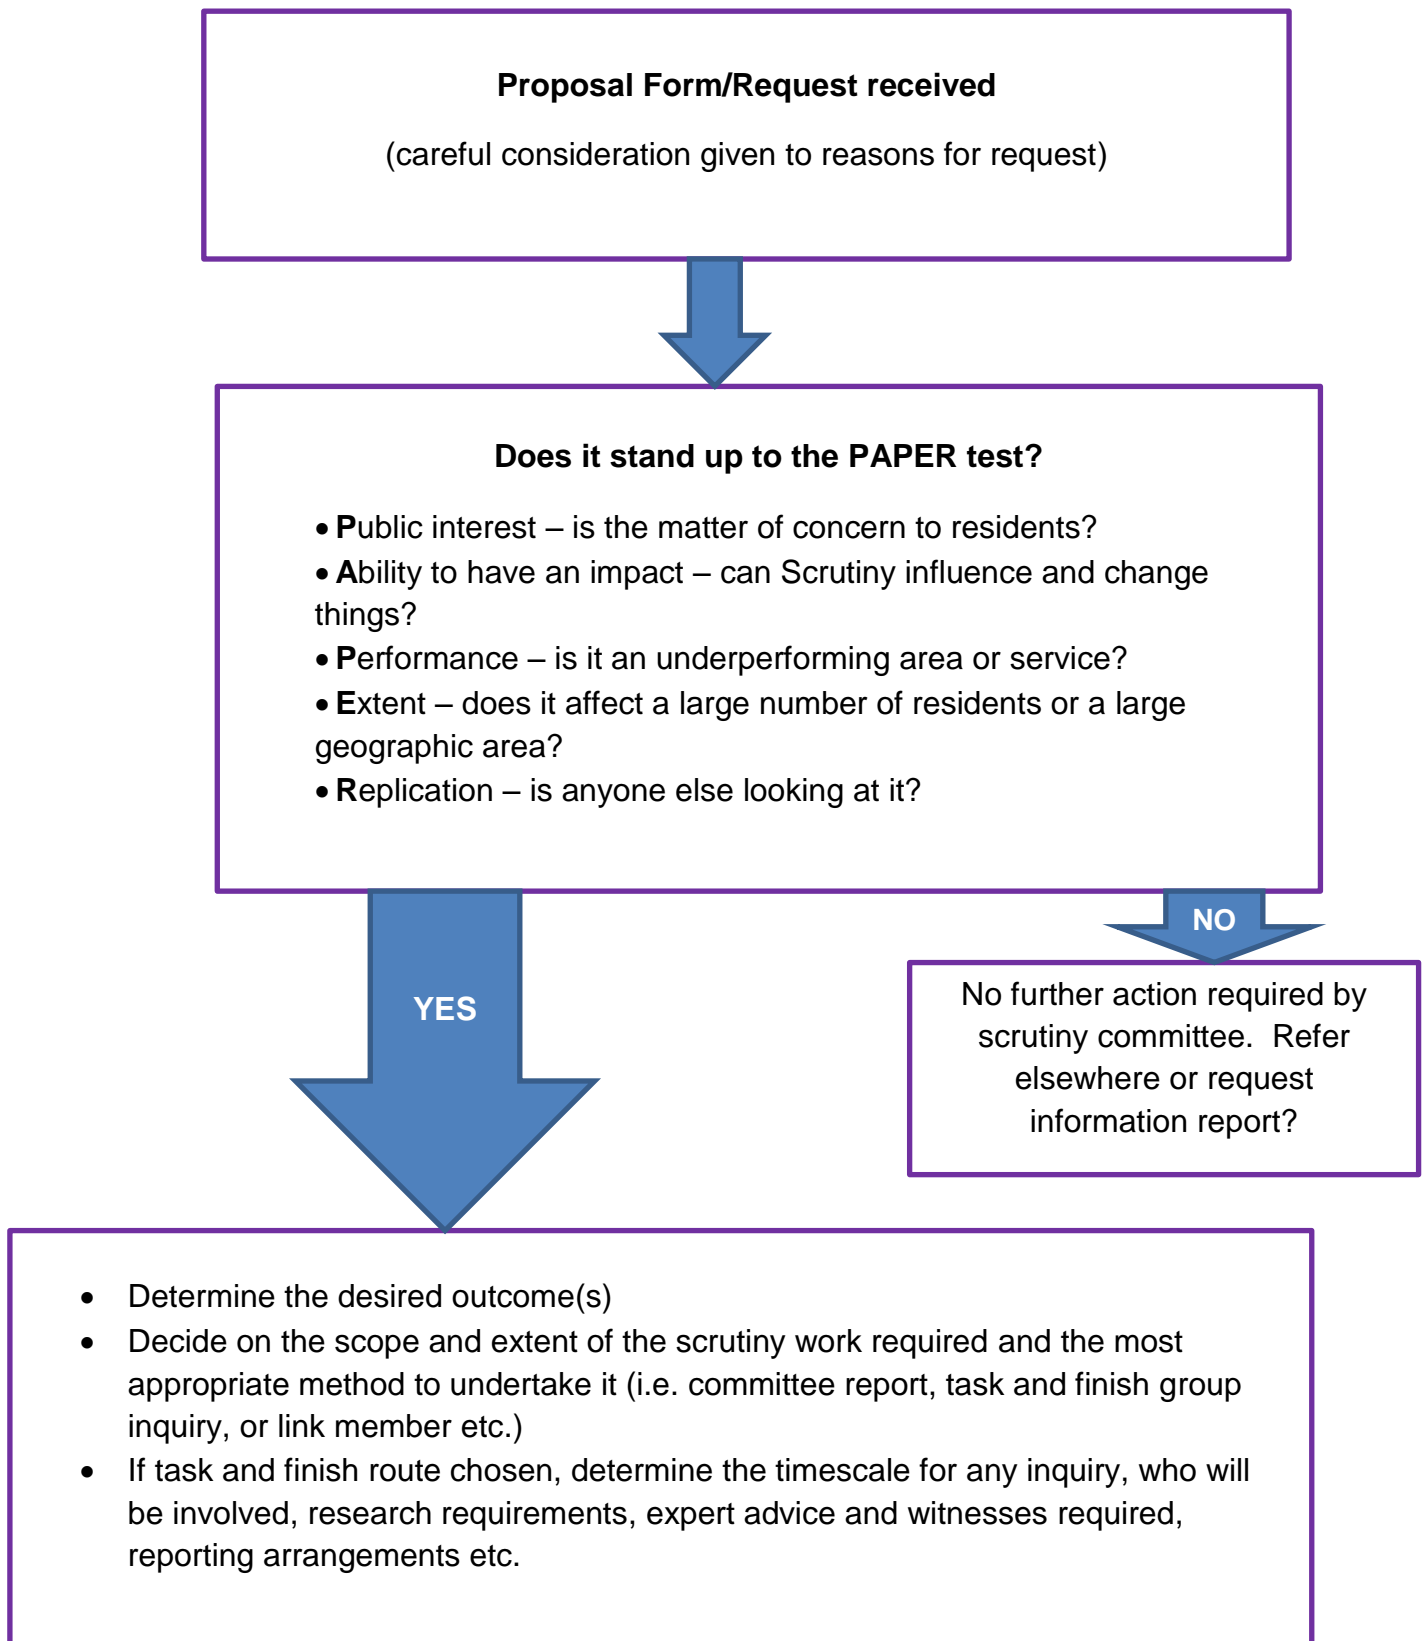 Proposal Form/Request received
(careful consideration given to reasons for request)
Does it stand up to the PAPER test?
• Public interest – is the matter of concern to residents?
• Ability to have an impact – can Scrutiny influence and change
things?
• Performance – is it an underperforming area or service?
• Extent – does it affect a large number of residents or a large
geographic area?
• Replication – is anyone else looking at it?
NO
YES
No further action required by
scrutiny committee.  Refer
elsewhere or request
information report?
• Determine the desired outcome(s)
• Decide on the scope and extent of the scrutiny work required and the most
appropriate method to undertake it (i.e. committee report, task and finish group
inquiry, or link member etc.)
• If task and finish route chosen, determine the timescale for any inquiry, who will
be involved, research requirements, expert advice and witnesses required,
reporting arrangements etc.